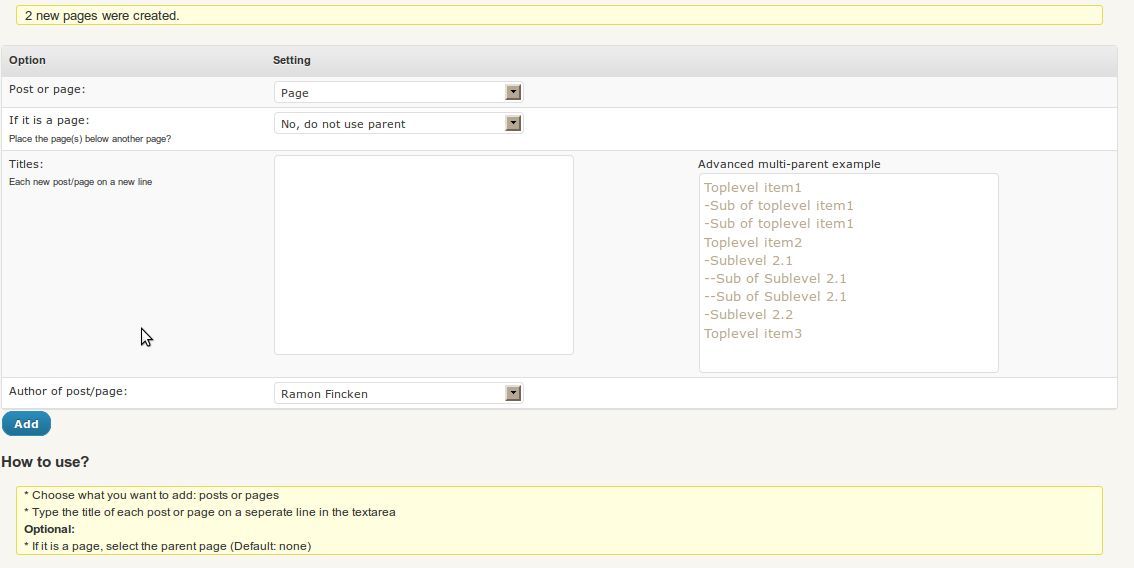 2 new pages were created.
Option Setting
Post or page: Page
If it is a page: No, do not use parent
Place the page(s) below another page?
Titles: Advanced multi-parent example
Each new post/page on a new line
Toplevel item1
-Sub of toplevel item1
-Sub of toplevel item1
Toplevel item2
-Sublevel 2.1
--Sub of Sublevel 2.1
--Sub of Sublevel 2.1
-Sublevel 2.2
Toplevel item3
Author of post/page: Ramon Fincken
Add
How to use?
* Choose what you want to add: posts or pages
* Type the title of each post or page on a seperate line in the textarea
Optional:
* If it is a page, select the parent page (Default: none)